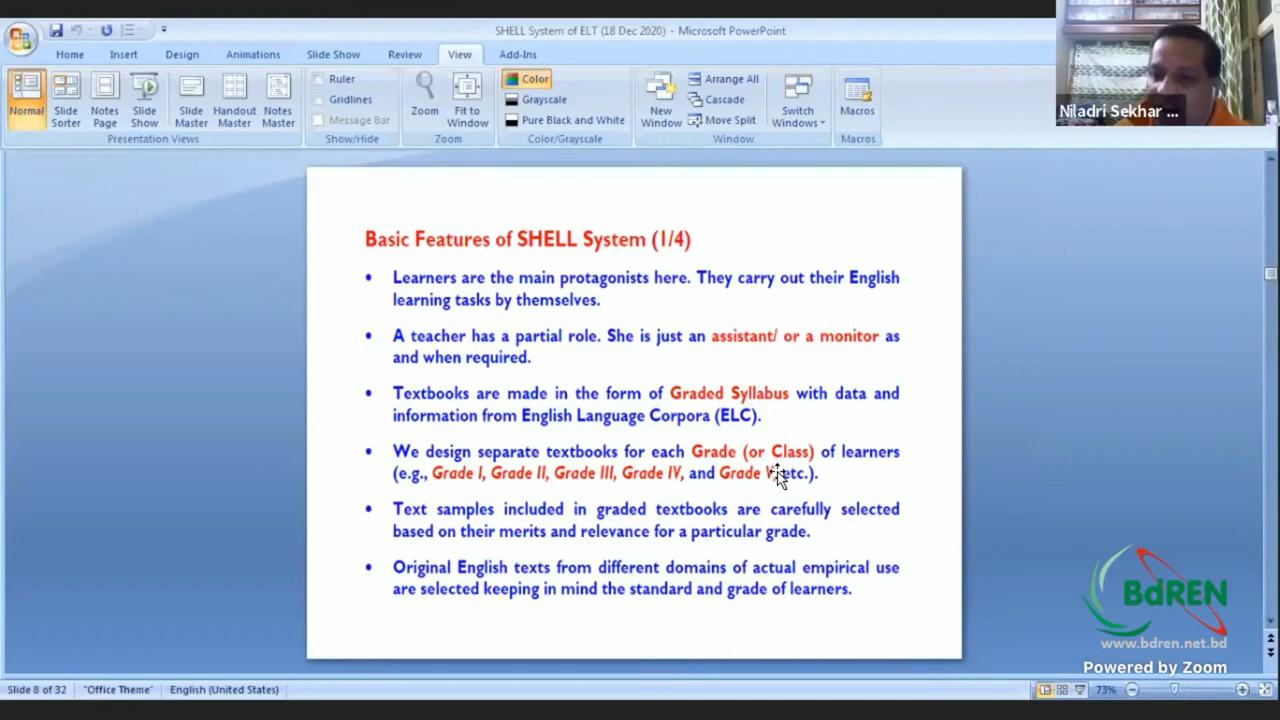 SHELL System of ELT (18 Dec 2020) - Microsoft PowerPoint
Home Insert Design Animations Slide Show Review View Add-Ins
Normal
Slide Sorter
Notes Page
Slide Show
Slide Master
Handout Master
Notes Master
Presentation Views
Ruler
Gridlines
Message Bar
Show/Hide
Zoom
Fit to Window
Zoom
Color
Grayscale
Pure Black and White
Color/Grayscale
New Window
Arrange All
Cascade
Move Split
Switch Windows
Window
Macros
Macros
Niladri Sekhar ...
Basic Features of SHELL System (1/4)
• Learners are the main protagonists here. They carry out their English
learning tasks by themselves.
• A teacher has a partial role. She is just an assistant/ or a monitor as
and when required.
• Textbooks are made in the form of Graded Syllabus with data and
information from English Language Corpora (ELC).
• We design separate textbooks for each Grade (or Class) of learners
(e.g., Grade I, Grade II, Grade III, Grade IV, and Grade V, etc.).
• Text samples included in graded textbooks are carefully selected
based on their merits and relevance for a particular grade.
• Original English texts from different domains of actual empirical use
are selected keeping in mind the standard and grade of learners.
BdREN
www.bdren.net.bd
Powered by Zoom
Slide 8 of 32 "Office Theme" English (United States) 73%